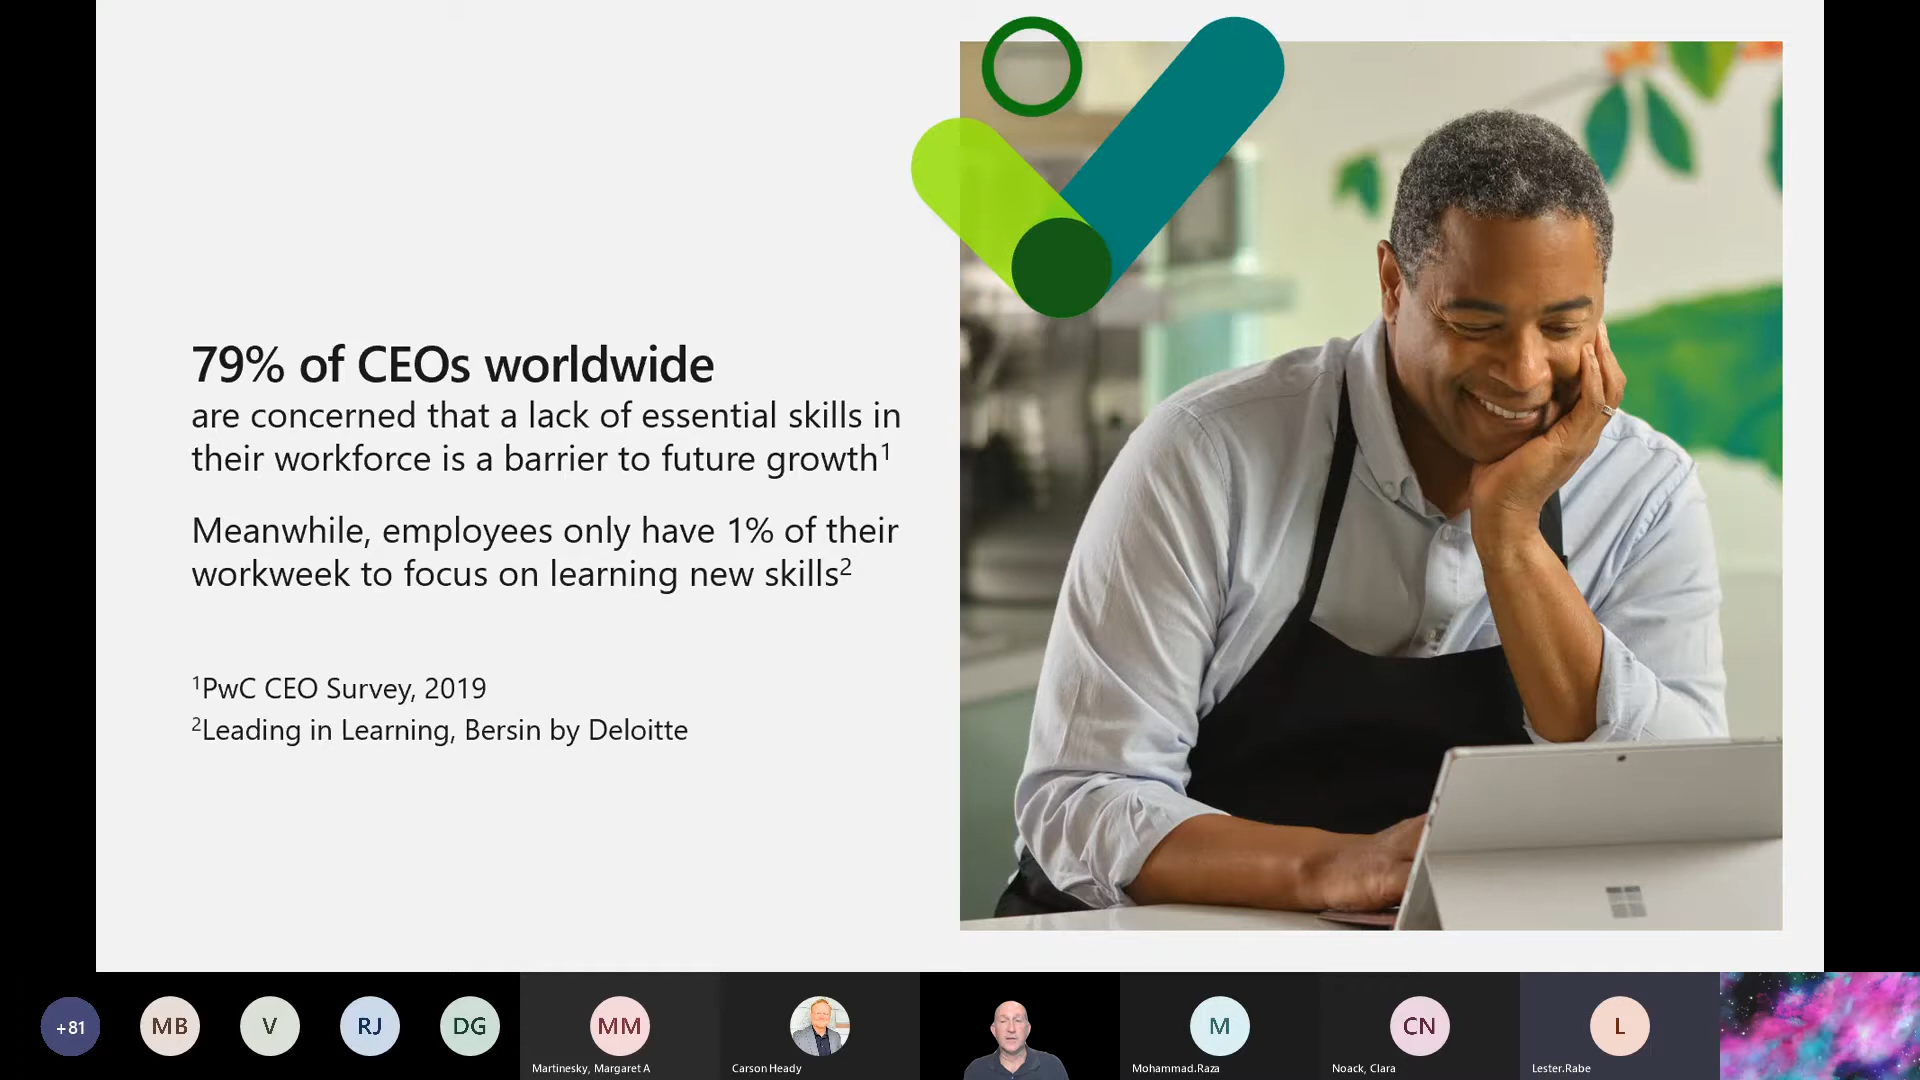 79% of CEOs worldwide
are concerned that a lack of essential skills in
their workforce is a barrier to future growth¹
Meanwhile, employees only have 1% of their
workweek to focus on learning new skills²
¹PwC CEO Survey, 2019
²Leading in Learning, Bersin by Deloitte
+81
MB
V
RJ
DG
MM
M
CN
L
Martinesky, Margaret A
Carson Heady
Mohammad.Raza
Noack, Clara
Lester.Rabe